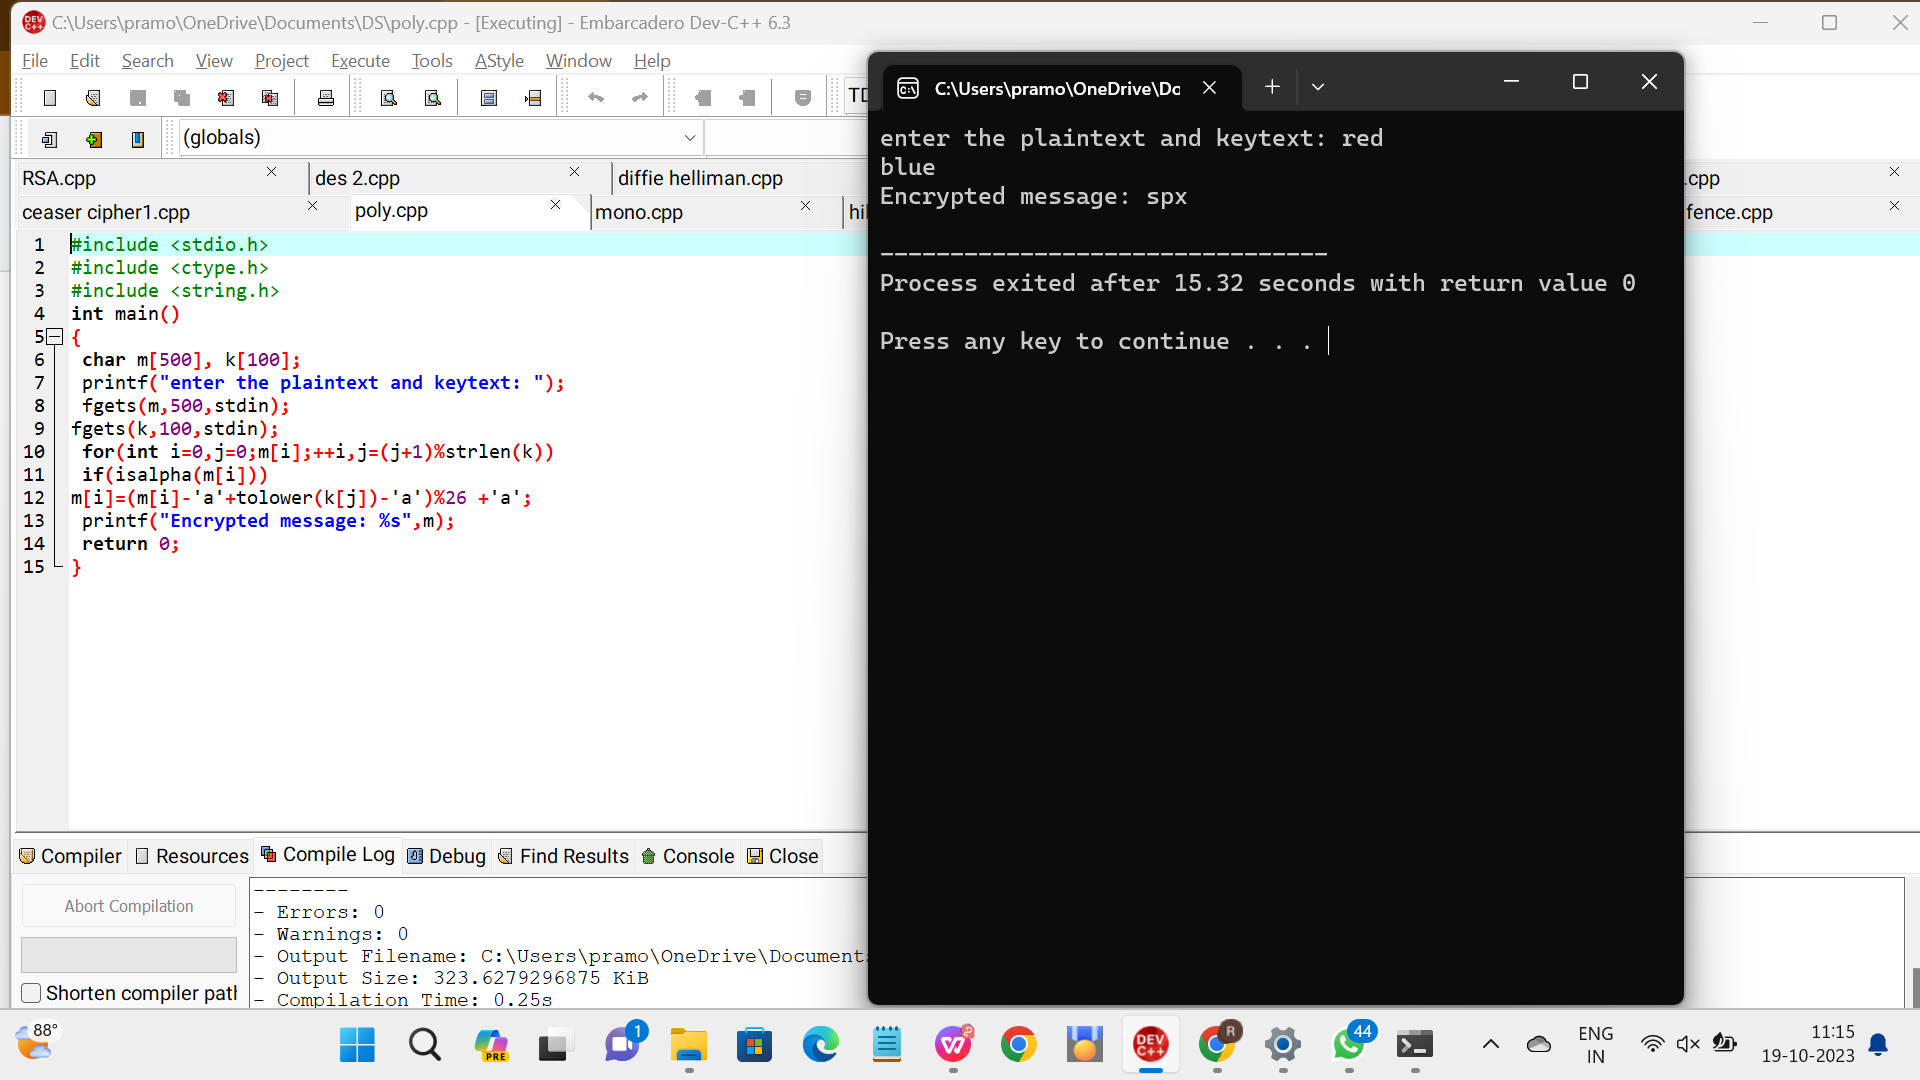 C:\Users\pramo\OneDrive\Documents\DS\poly.cpp - [Executing] - Embarcadero Dev-C++ 6.3
File Edit Search View Project Execute Tools AStyle Window Help
(globals)
RSA.cpp des 2.cpp diffie helliman.cpp .cpp
ceaser cipher1.cpp poly.cpp mono.cpp fence.cpp
1 #include <stdio.h>
2 #include <ctype.h>
3 #include <string.h>
4 int main()
5 {
6 char m[500], k[100];
7 printf("enter the plaintext and keytext: ");
8 fgets(m,500,stdin);
9 fgets(k,100,stdin);
10 for(int i=0,j=0;m[i];++i,j=(j+1)%strlen(k))
11 if(isalpha(m[i]))
12 m[i]=(m[i]-'a'+tolower(k[j])-'a')%26 +'a';
13 printf("Encrypted message: %s",m);
14 return 0;
15 }
C:\Users\pramo\OneDrive\Do
enter the plaintext and keytext: red
blue
Encrypted message: spx
--------------------------------
Process exited after 15.32 seconds with return value 0
Press any key to continue . . .
Compiler Resources Compile Log Debug Find Results Console Close
Abort Compilation
Shorten compiler path
--------
- Errors: 0
- Warnings: 0
- Output Filename: C:\Users\pramo\OneDrive\Document
- Output Size: 323.6279296875 KiB
- Compilation Time: 0.25s
88°
PRE
1
DEV C++
R
44
ENG
IN
11:15
19-10-2023